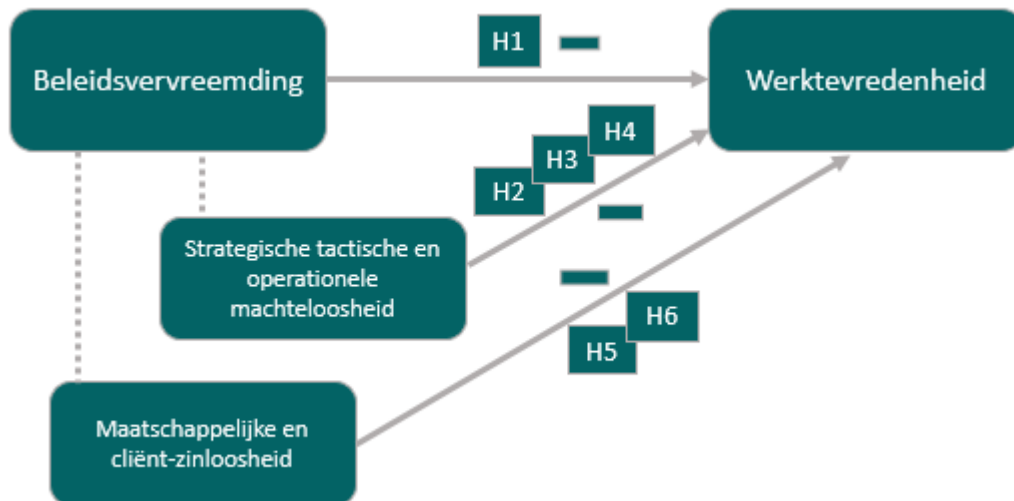 Beleidsvervreemding
H1
Werktevredenheid
H4
H3
H2
Strategische tactische en
operationele
machteloosheid
H6
H5
Maatschappelijke en
cliënt-zinloosheid